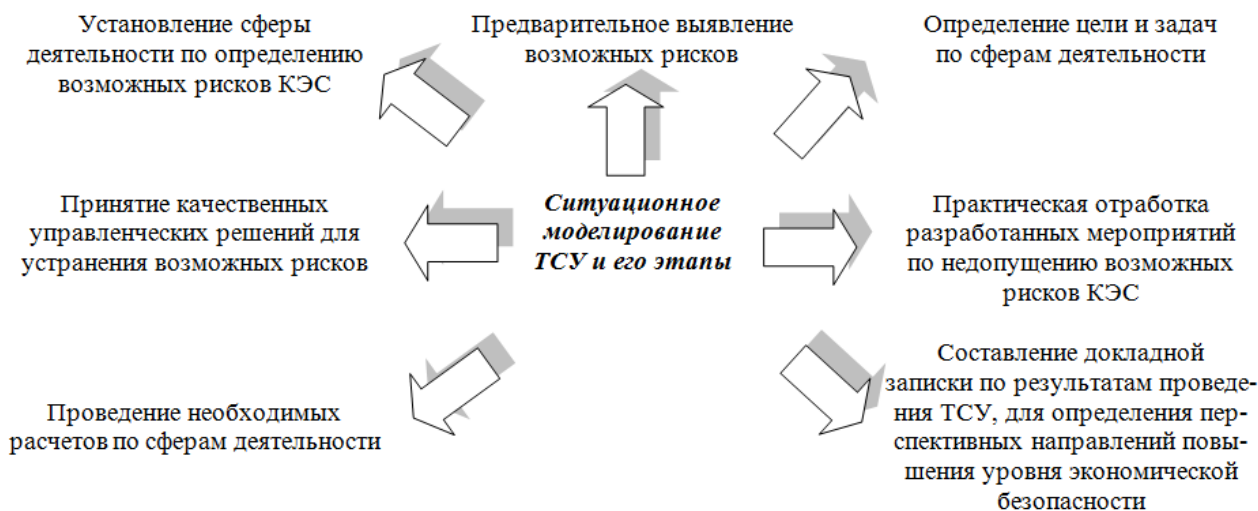 Установление сферы
деятельности по определению
возможных рисков КЭС
Предварительное выявление
возможных рисков
Определение цели и задач
по сферам деятельности
Принятие качественных
управленческих решений для
устранения возможных рисков
Ситуационное
моделирование
ТСУ и его этапы
Практическая отработка
разработанных мероприятий
по недопущению возможных
рисков КЭС
Проведение необходимых
расчетов по сферам деятельности
Составление докладной
записки по результатам проведе-
ния ТСУ, для определения пер-
спективных направлений повы-
шения уровня экономической
безопасности